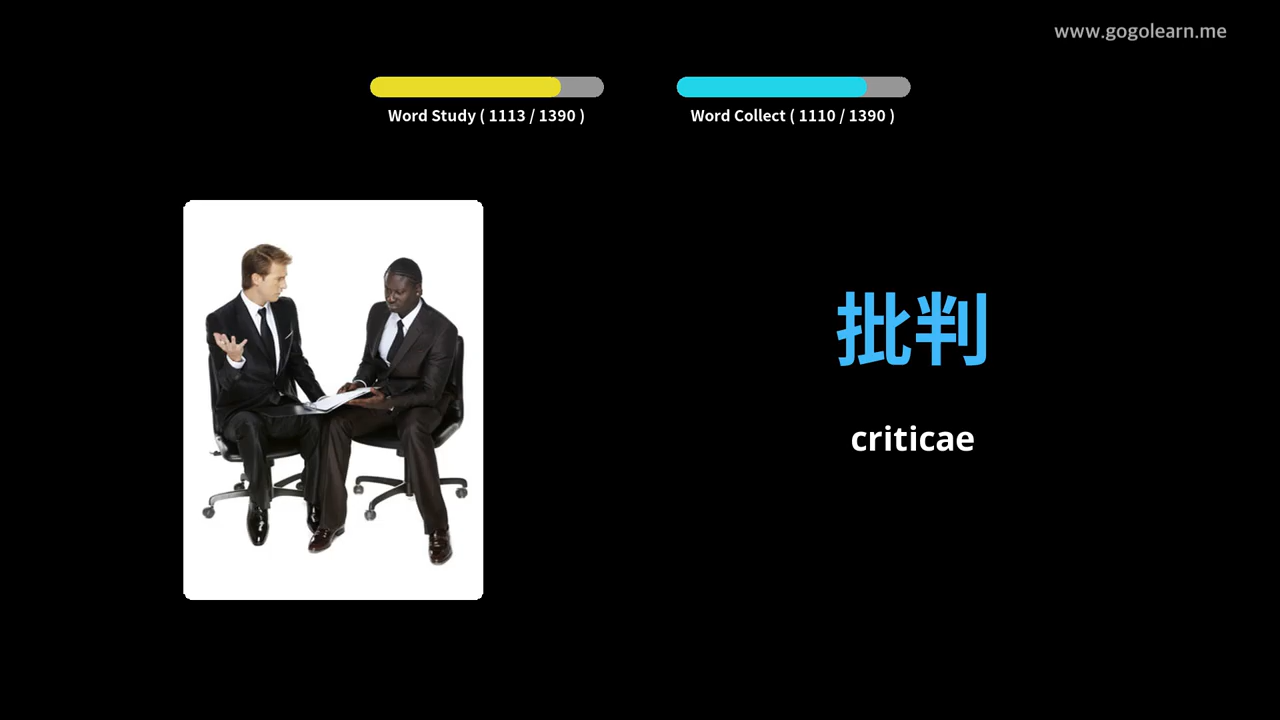 www.gogolearn.me
Word Study ( 1113 / 1390 )
Word Collect ( 1110 / 1390 )
批判
criticae